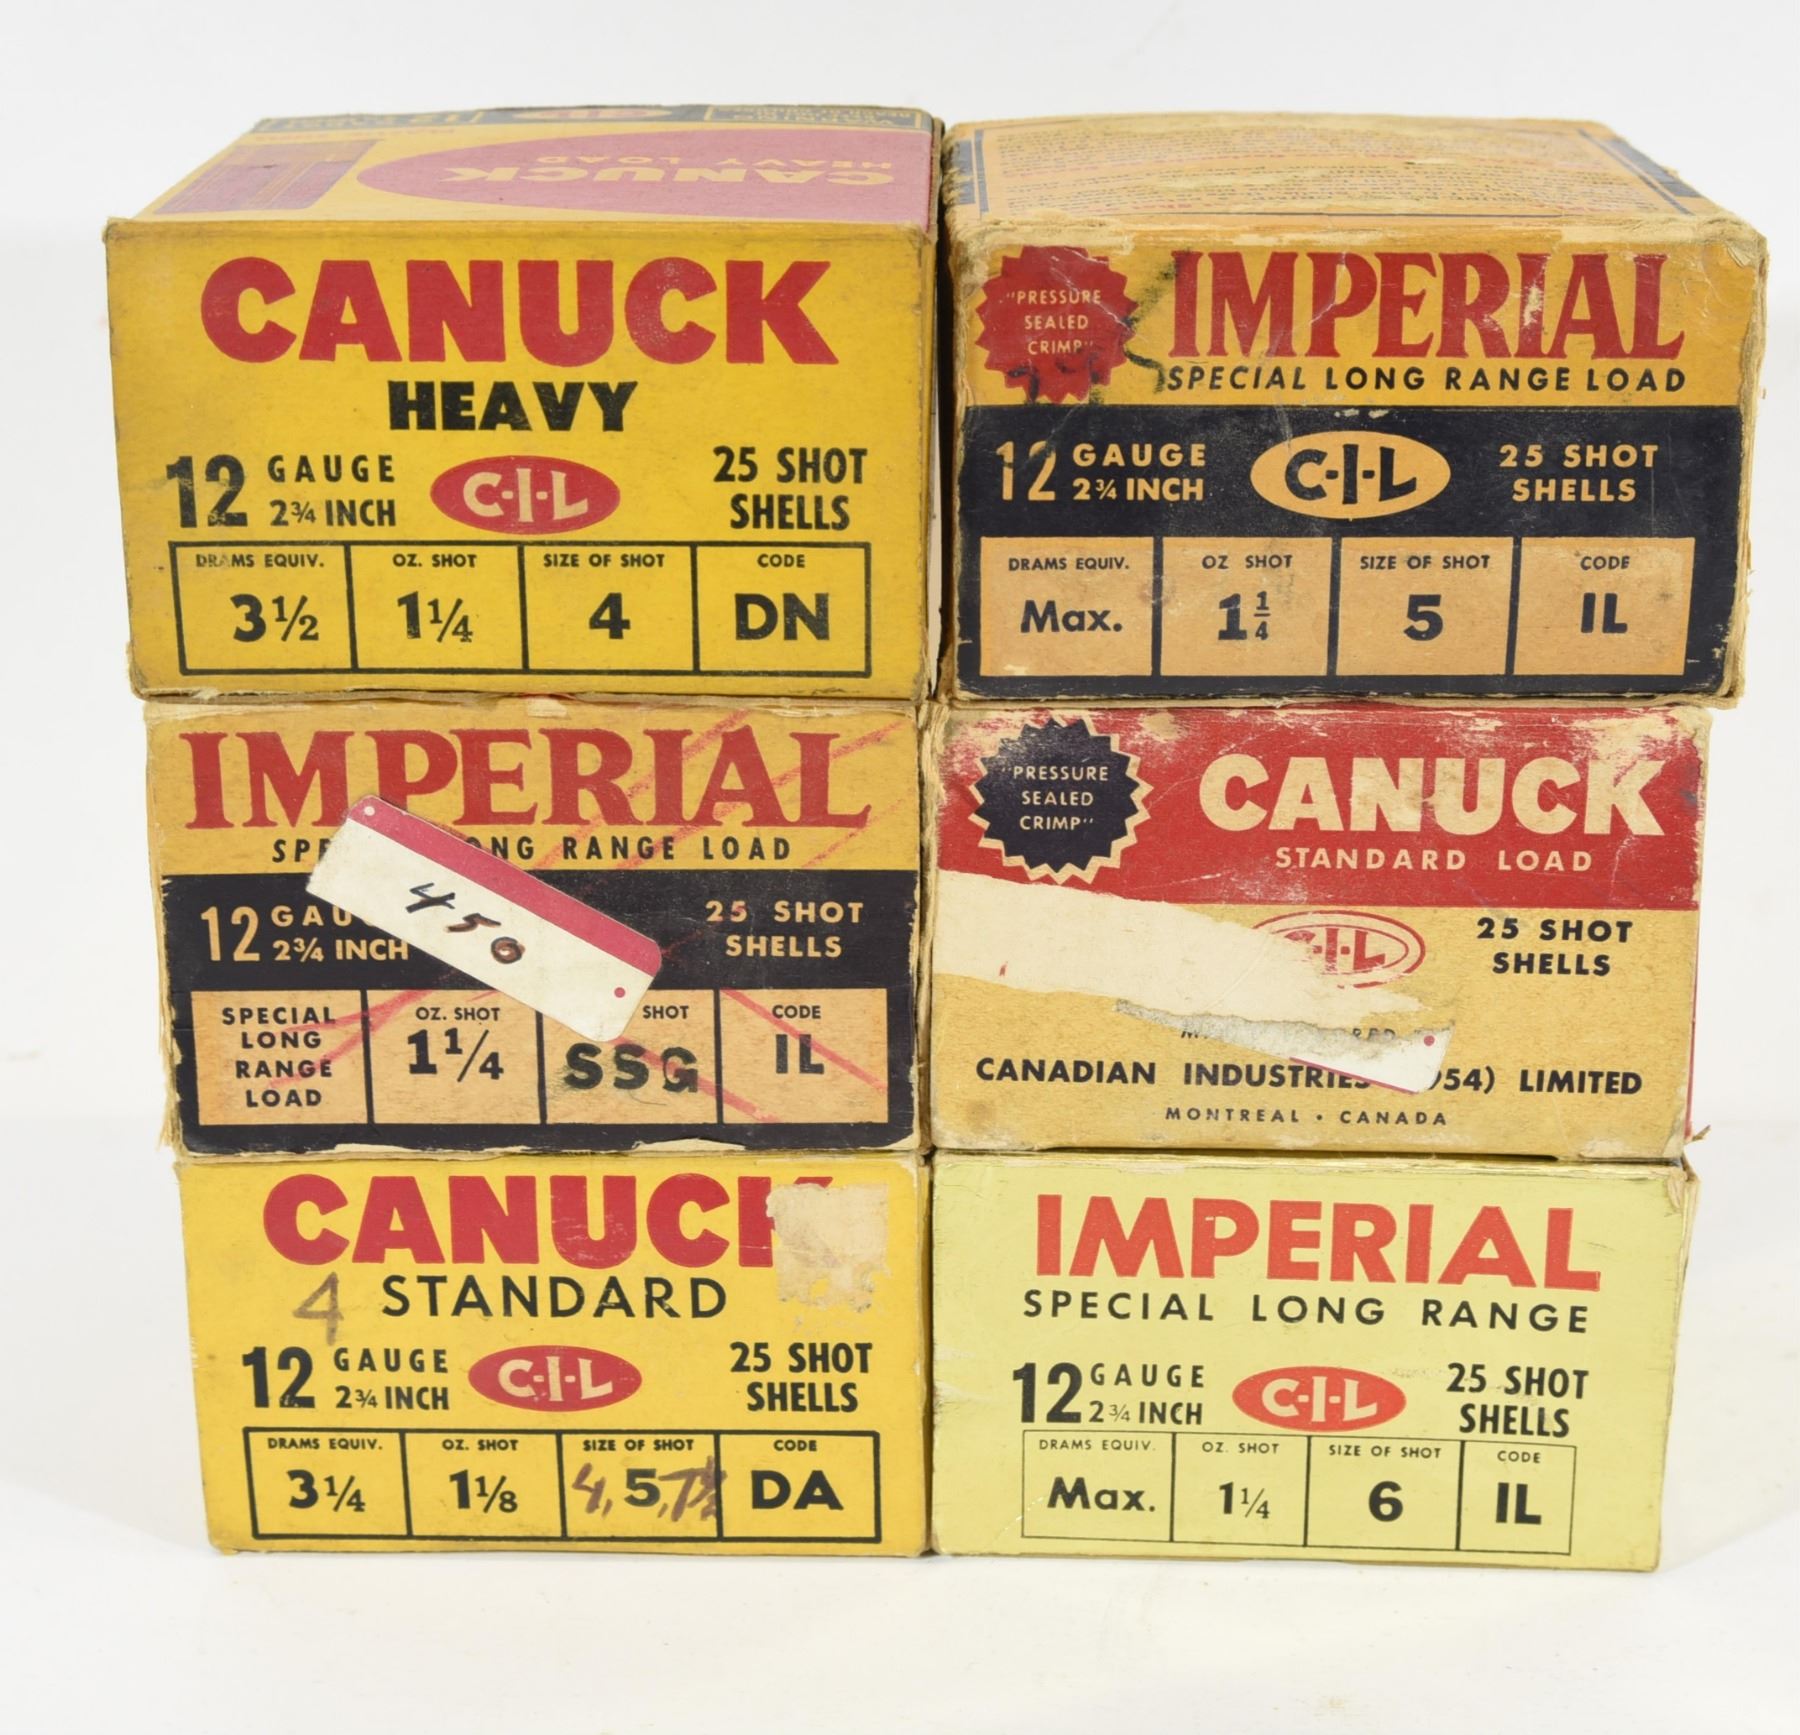 CANUCK
HEAVY LOAD
CANUCK
HEAVY
12 GAUGE
2¾ INCH
C-I-L
25 SHOT
SHELLS
DRAMS EQUIV. OZ. SHOT SIZE OF SHOT CODE
3½ 1¼ 4 DN
"PRESSURE
SEALED
CRIMP"
IMPERIAL
SPECIAL LONG RANGE LOAD
12 GAUGE
2¾ INCH
C-I-L
25 SHOT
SHELLS
DRAMS EQUIV. OZ SHOT SIZE OF SHOT CODE
Max. 1¼ 5 IL
IMPERIAL
RANGE LOAD
12
2¾ INCH
450
25 SHOT
SHELLS
SPECIAL
LONG
RANGE
LOAD
OZ. SHOT SHOT CODE
1¼ SSG IL
"PRESSURE
SEALED
CRIMP"
CANUCK
STANDARD LOAD
C-I-L
25 SHOT
SHELLS
CANADIAN INDUSTRIES 954) LIMITED
MONTREAL • CANADA
CANUCK
4 STANDARD
12 GAUGE
2¾ INCH
C-I-L
25 SHOT
SHELLS
DRAMS EQUIV. OZ. SHOT SIZE OF SHOT CODE
3¼ 1⅛ 4, 5, 7½ DA
IMPERIAL
SPECIAL LONG RANGE
12 GAUGE
2¾ INCH
C-I-L
25 SHOT
SHELLS
DRAMS EQUIV. OZ. SHOT SIZE OF SHOT CODE
Max. 1¼ 6 IL